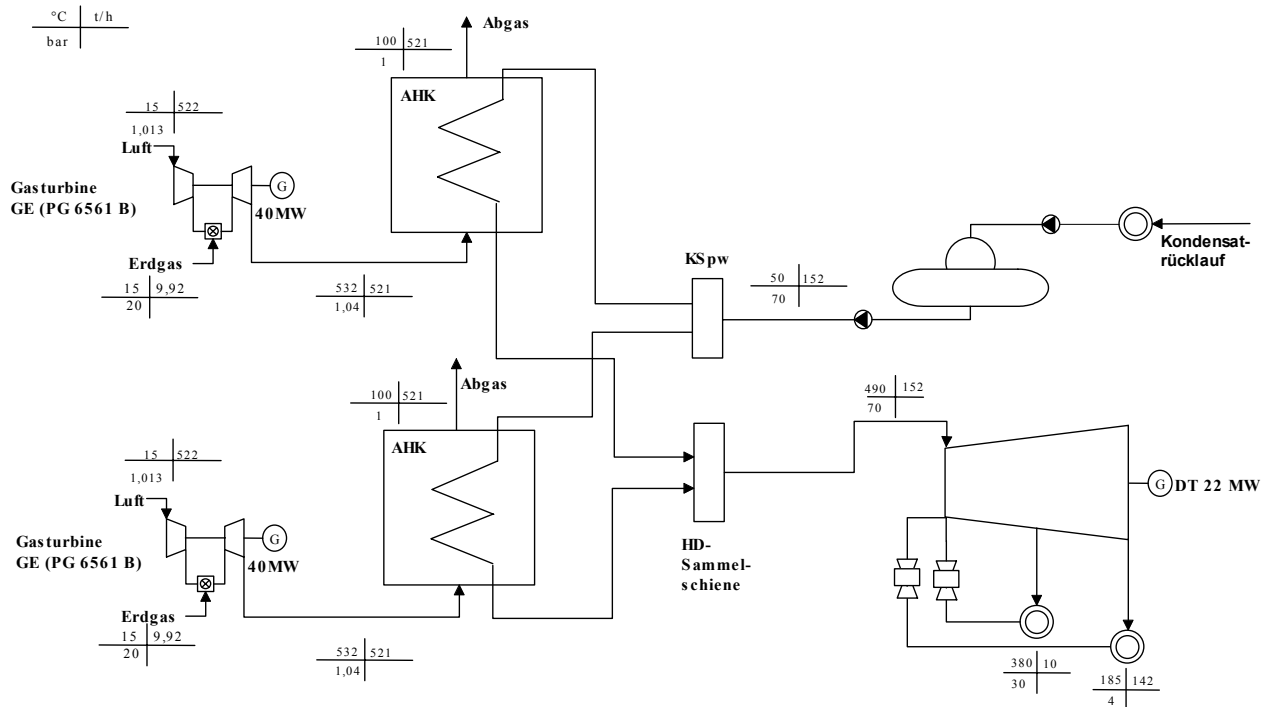 °C t/h
bar
Abgas
100 521
1
AHK
15 522
1,013
Luft
Gasturbine
GE (PG 6561 B)
G
40MW
Erdgas
15 9,92
20
532 521
1,04
KSpw
50 152
70
Kondensat-
rücklauf
Abgas
100 521
1
AHK
490 152
70
15 522
1,013
Luft
Gasturbine
GE (PG 6561 B)
G
40MW
Erdgas
15 9,92
20
532 521
1,04
HD-
Sammel-
schiene
G DT 22 MW
380 10
30
185 142
4